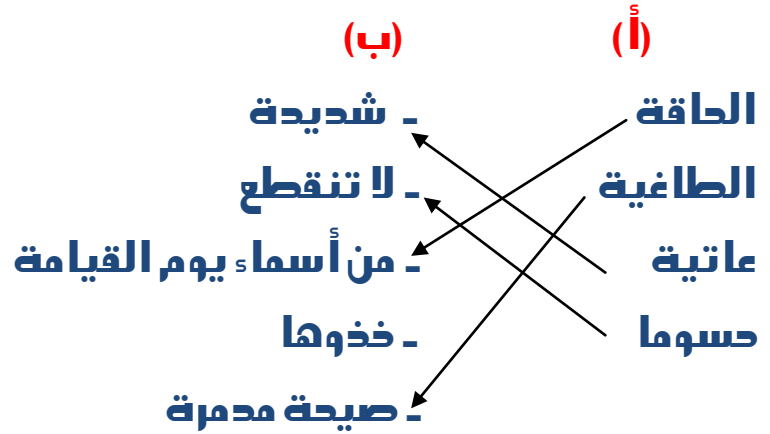 (أ) (ب)
الحاقة - شديدة
الطاغية - لا تنقطع
عاتية - من أسماء يوم القيامة
حسوما - خذوها
- صيحة مدمرة